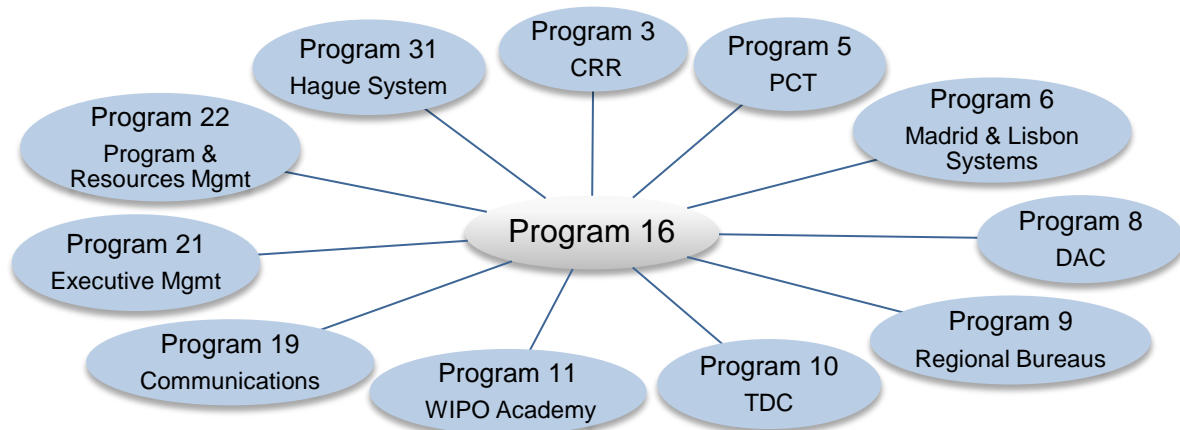 Program 3
CRR
Program 5
PCT
Program 31
Hague System
Program 6
Madrid & Lisbon
Systems
Program 22
Program &
Resources Mgmt
Program 16
Program 8
DAC
Program 21
Executive Mgmt
Program 9
Regional Bureaus
Program 19
Communications
Program 11
WIPO Academy
Program 10
TDC